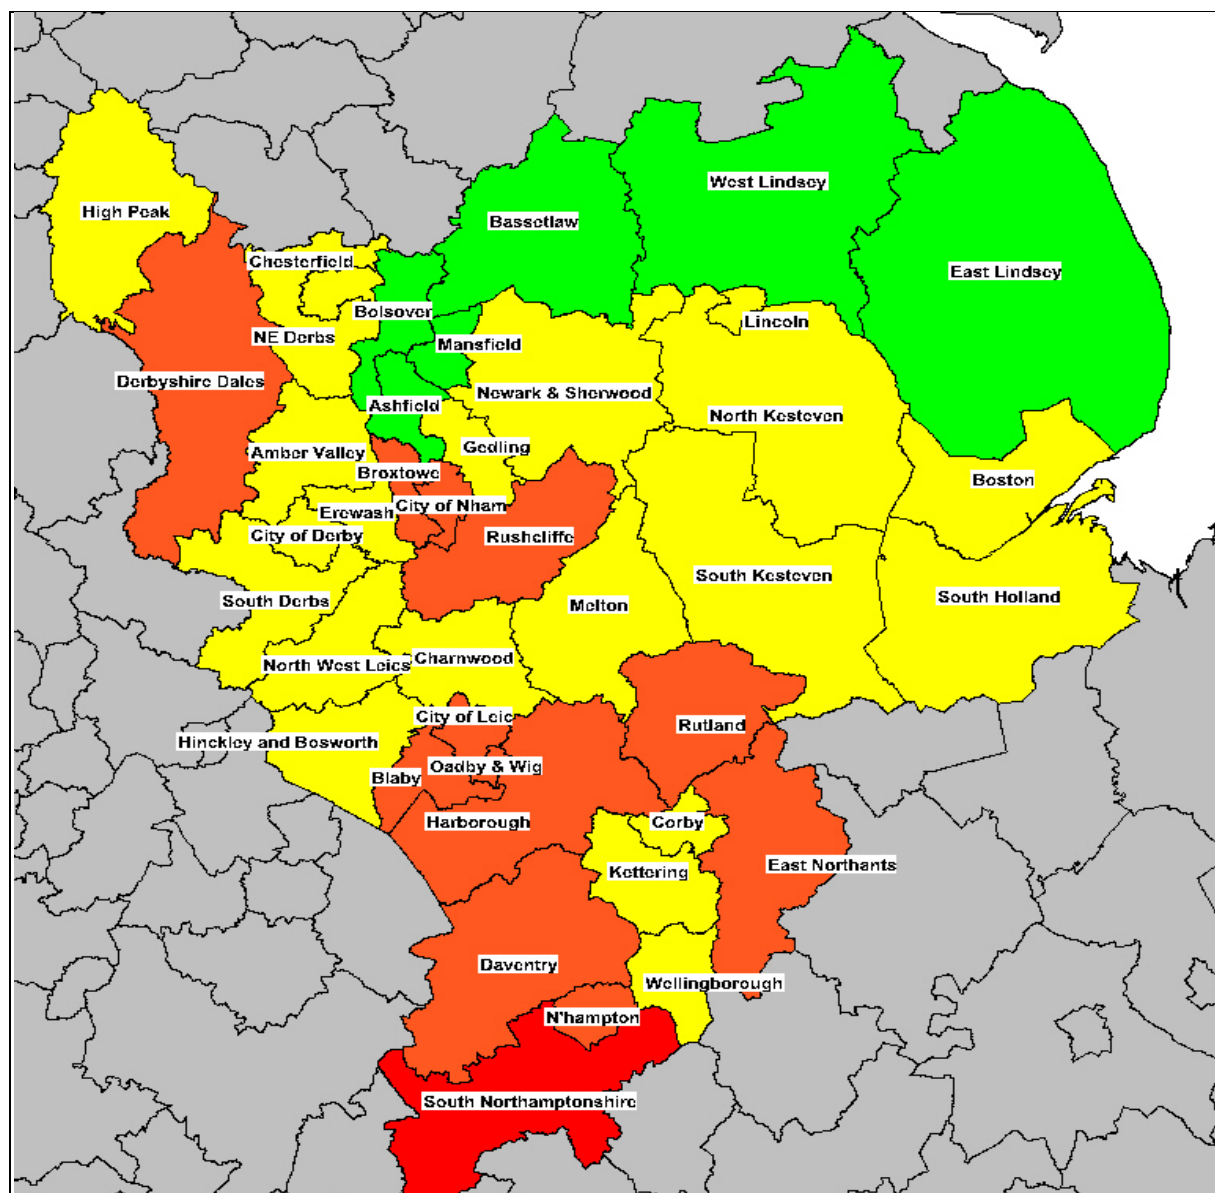 West Lindsey
High Peak
Bassetlaw
Chesterfield
East Lindsey
Bolsover
Lincoln
NE Derbs
Mansfield
Derbyshire Dales
Newark & Sherwood
Ashfield
North Kesteven
Gedling
Amber Valley
Broxtowe
Boston
City of Nham
Erewash
City of Derby
Rushcliffe
South Kesteven
South Holland
South Derbs
Melton
Charnwood
North West Leics
City of Leic
Rutland
Hinckley and Bosworth
Oadby & Wig
Blaby
Harborough
Corby
East Northants
Kettering
Daventry
Wellingborough
N'hampton
South Northamptonshire